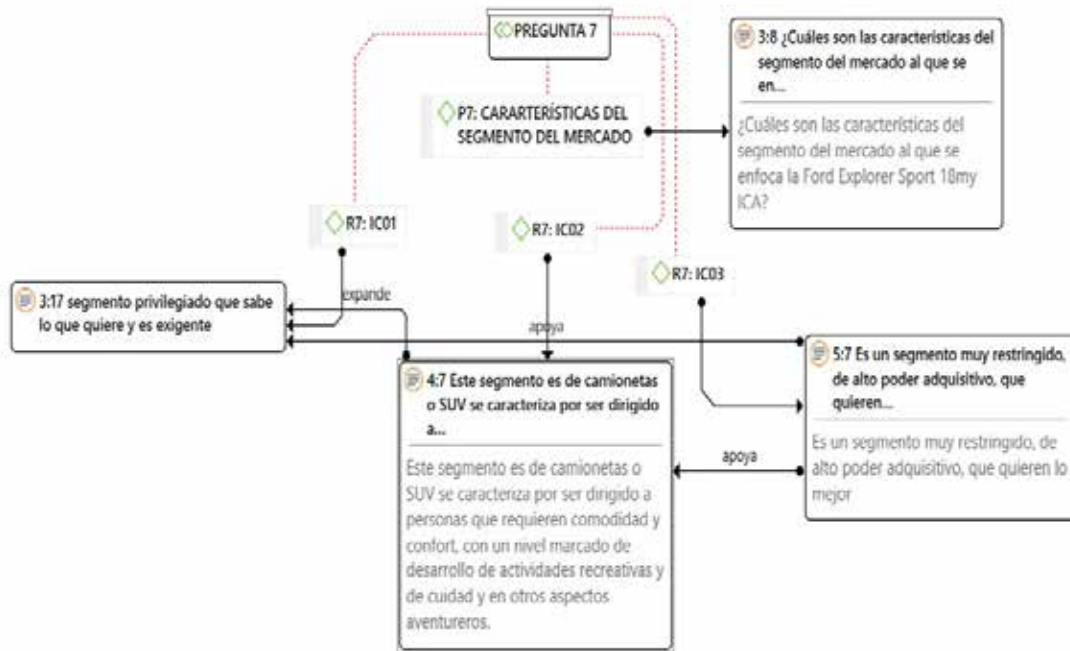 PREGUNTA 7
3:8 ¿Cuáles son las características del
segmento del mercado al que se
en...
¿Cuáles son las características del
segmento del mercado al que se
enfoca la Ford Explorer Sport 18my
ICA?
P7: CARARTERÍSTICAS DEL
SEGMENTO DEL MERCADO
R7: IC01
R7: IC02
R7: IC03
3:17 segmento privilegiado que sabe
lo que quiere y es exigente
expande
apoya
4:7 Este segmento es de camionetas
o SUV se caracteriza por ser dirigido
a...
Este segmento es de camionetas o
SUV se caracteriza por ser dirigido a
personas que requieren comodidad y
confort, con un nivel marcado de
desarrollo de actividades recreativas y
de cuidad y en otros aspectos
aventureros.
apoya
5:7 Es un segmento muy restringido,
de alto poder adquisitivo, que
quieren...
Es un segmento muy restringido, de
alto poder adquisitivo, que quieren lo
mejor